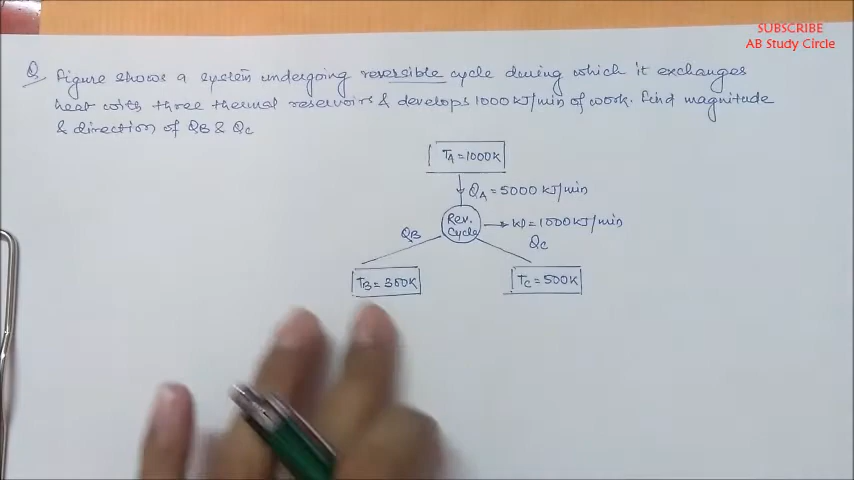 SUBSCRIBE
AB Study Circle
Q Figure shows a system undergoing reversible cycle during which it exchanges
heat with three thermal reservoirs & develops 1000 kJ/min of work. Find magnitude
& direction of QB & QC
TA = 1000K
QA = 5000 kJ/min
Rev. Cycle
W = 1000 kJ/min
QB
QC
TB = 300K
TC = 500K